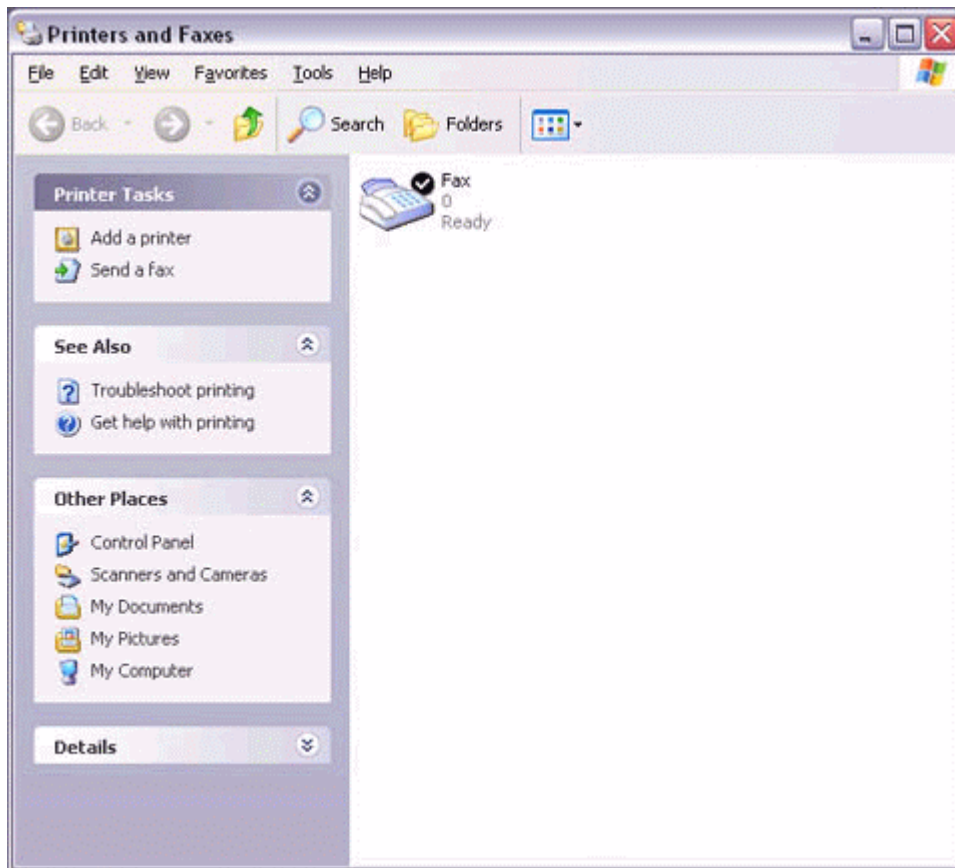 Printers and Faxes
File Edit View Favorites Tools Help
Back Search Folders
Printer Tasks
Add a printer
Send a fax
See Also
Troubleshoot printing
Get help with printing
Other Places
Control Panel
Scanners and Cameras
My Documents
My Pictures
My Computer
Details
Fax
0
Ready